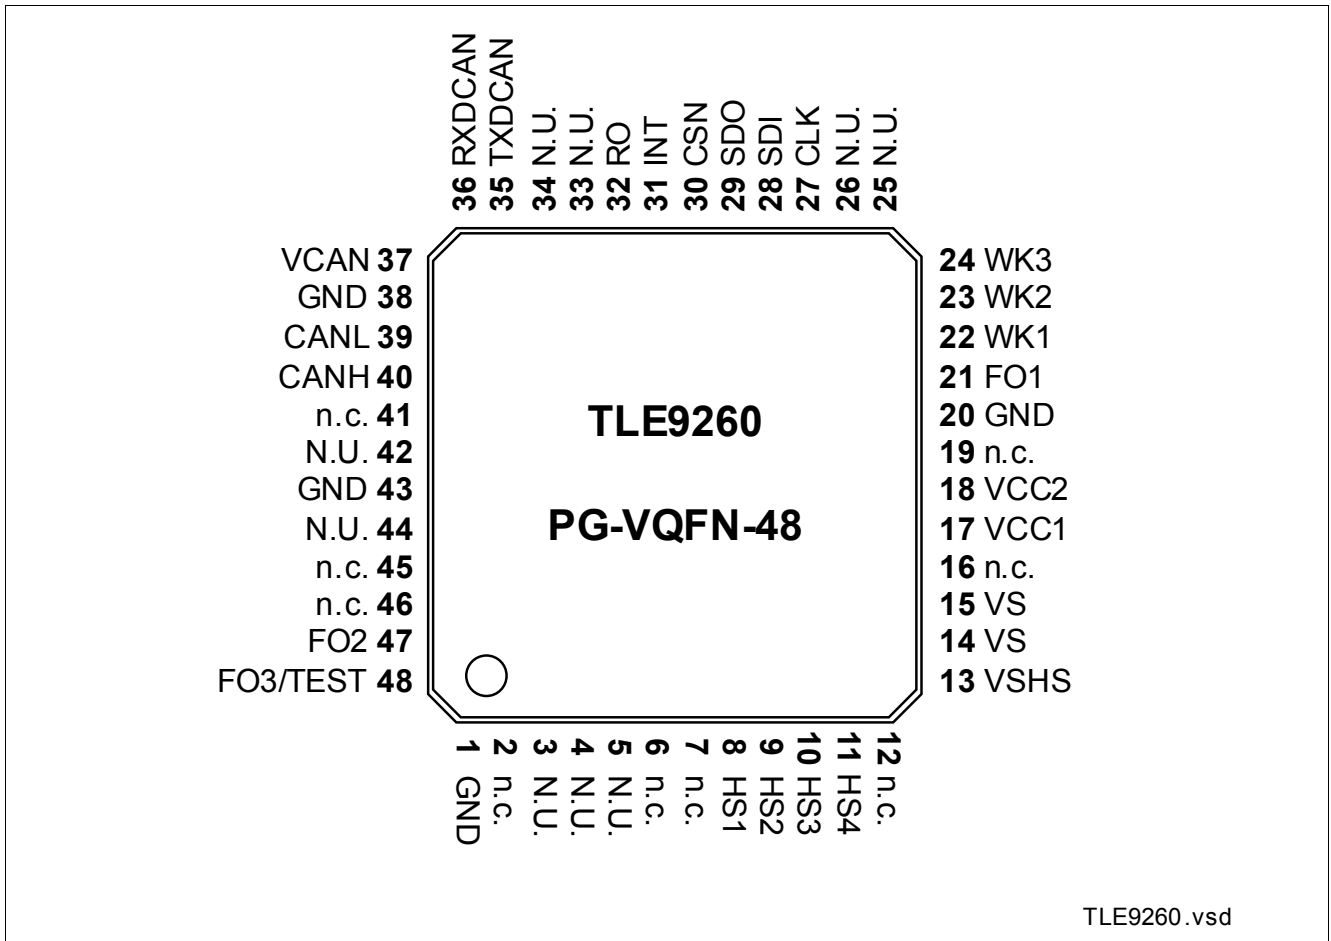 36 RXDCAN
35 TXDCAN
34 N.U.
33 N.U.
32 RO
31 INT
30 CSN
29 SDO
28 SDI
27 CLK
26 N.U.
25 N.U.
VCAN 37
GND 38
CANL 39
CANH 40
n.c. 41
N.U. 42
GND 43
N.U. 44
n.c. 45
n.c. 46
FO2 47
FO3/TEST 48
TLE9260
PG-VQFN-48
24 WK3
23 WK2
22 WK1
21 FO1
20 GND
19 n.c.
18 VCC2
17 VCC1
16 n.c.
15 VS
14 VS
13 VSHS
1 GND
2 n.c.
3 N.U.
4 N.U.
5 N.U.
6 n.c.
7 n.c.
8 HS1
9 HS2
10 HS3
11 HS4
12 n.c.
TLE9260.vsd